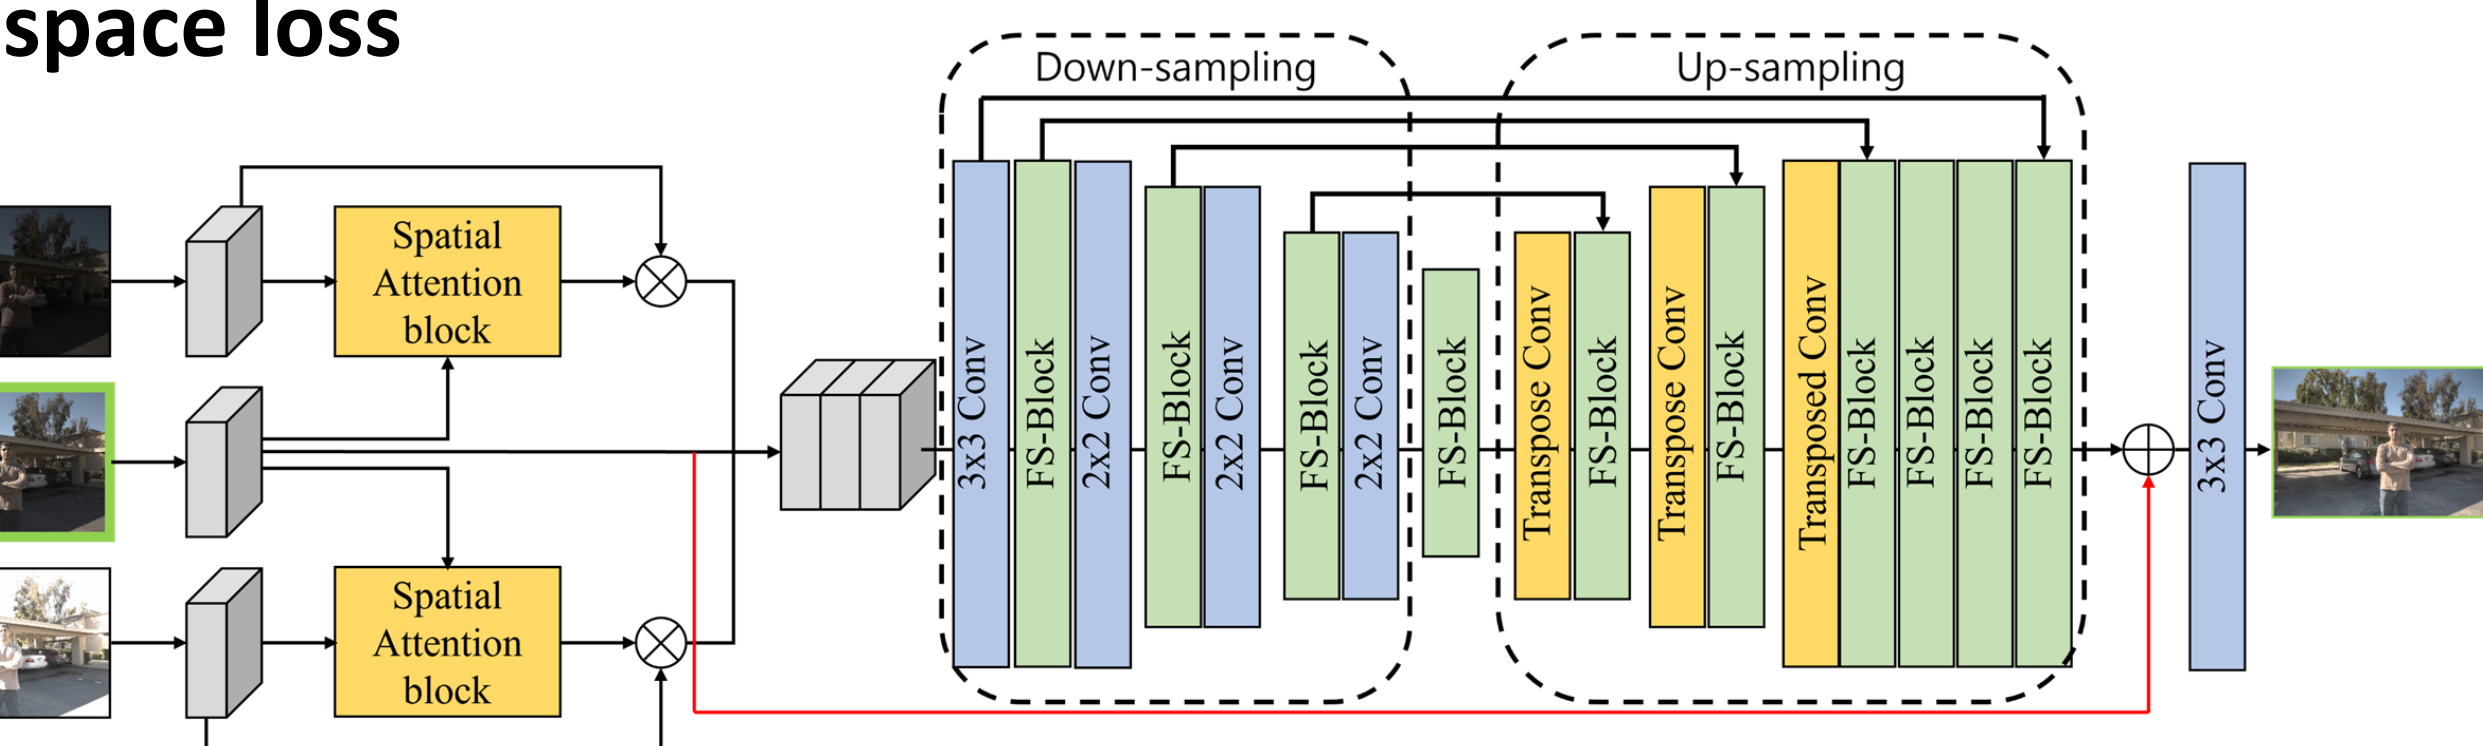 space loss
Down-sampling
Up-sampling
Spatial
Attention
block
Spatial
Attention
block
3x3 Conv
FS-Block
2x2 Conv
FS-Block
2x2 Conv
FS-Block
2x2 Conv
FS-Block
Transpose Conv
FS-Block
Transpose Conv
FS-Block
Transposed Conv
FS-Block
FS-Block
FS-Block
FS-Block
3x3 Conv